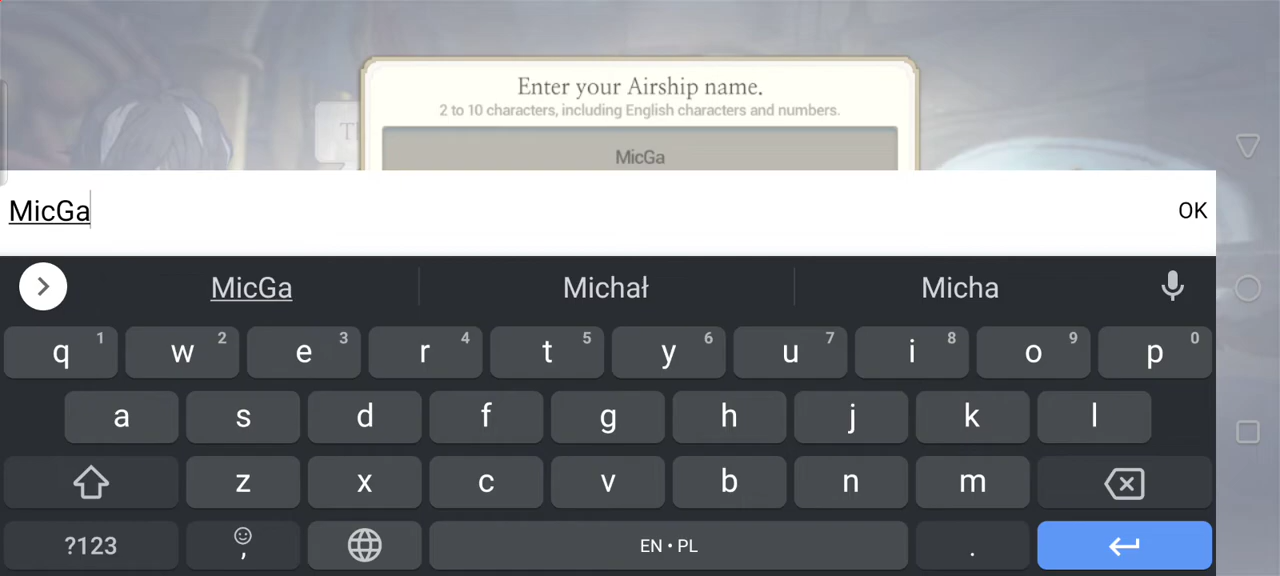 Enter your Airship name.
2 to 10 characters, including English characters and numbers.
T
MicGa
MicGa OK
MicGa Michał Micha
q 1 w 2 e 3 r 4 t 5 y 6 u 7 i 8 o 9 p 0
a s d f g h j k l
z x c v b n m
?123 , EN • PL .